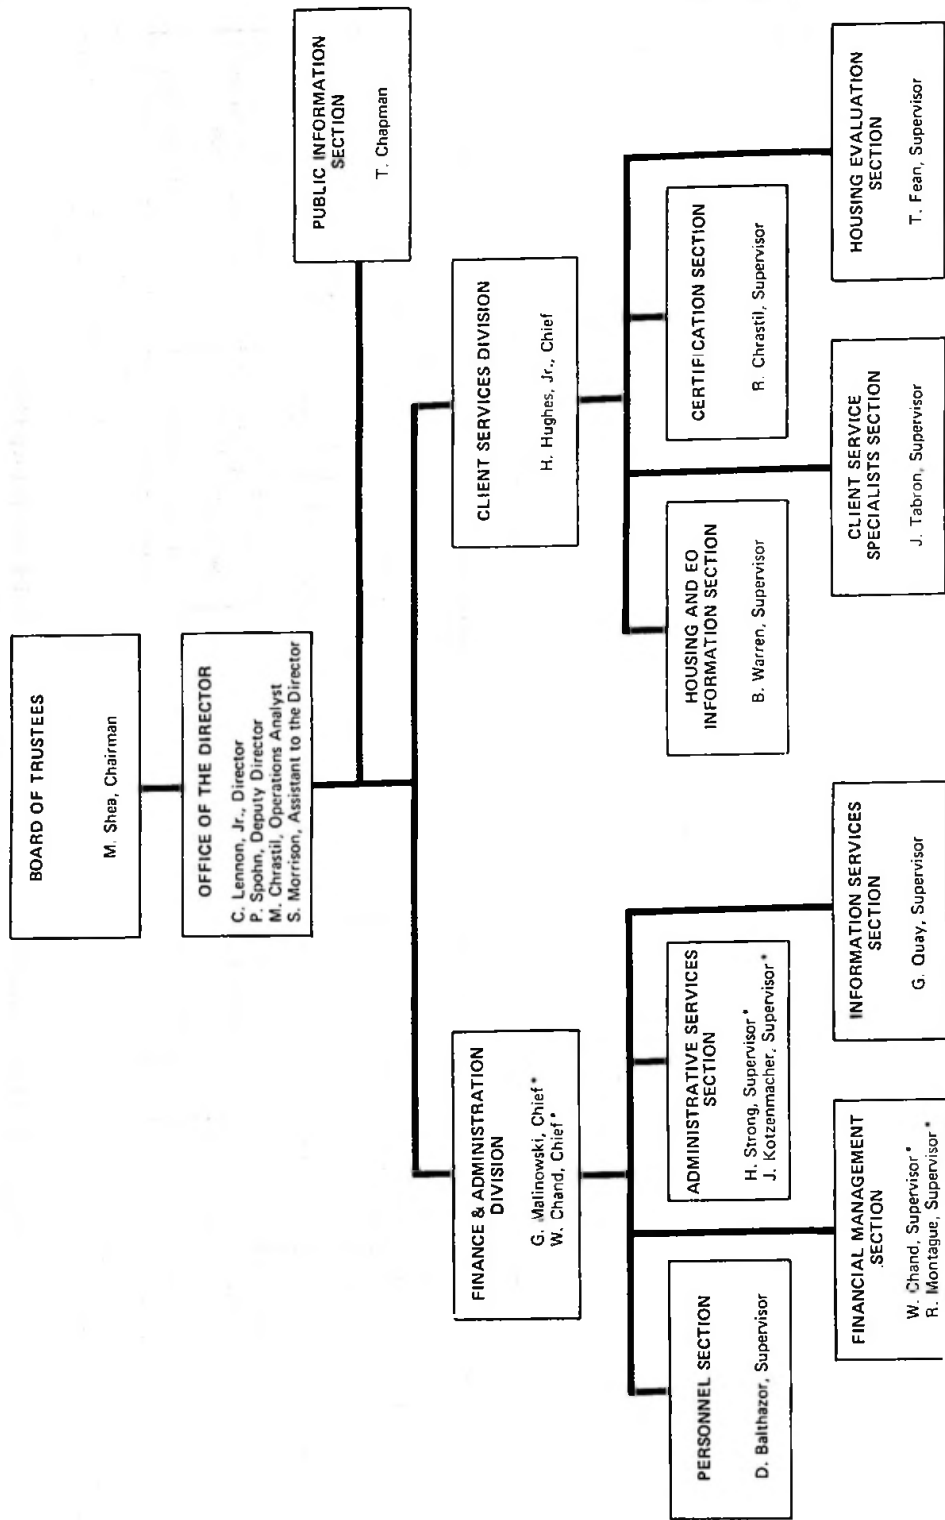 BOARD OF TRUSTEES
M. Shea, Chairman
OFFICE OF THE DIRECTOR
C. Lennon, Jr., Director
P. Spohn, Deputy Director
M. Chrastil, Operations Analyst
S. Morrison, Assistant to the Director
PUBLIC INFORMATION
SECTION
T. Chapman
FINANCE & ADMINISTRATION
DIVISION
G. Malinowski, Chief*
W. Chand, Chief*
CLIENT SERVICES DIVISION
H. Hughes, Jr., Chief
PERSONNEL SECTION
D. Balthazor, Supervisor
ADMINISTRATIVE SERVICES
SECTION
H. Strong, Supervisor*
J. Kotzenmacher, Supervisor*
HOUSING AND EO
INFORMATION SECTION
B. Warren, Supervisor
CERTIFICATION SECTION
R. Chrastil, Supervisor
FINANCIAL MANAGEMENT
SECTION
W. Chand, Supervisor*
R. Montague, Supervisor*
INFORMATION SERVICES
SECTION
G. Quay, Supervisor
CLIENT SERVICE
SPECIALISTS SECTION
J. Tabron, Supervisor
HOUSING EVALUATION
SECTION
T. Fean, Supervisor